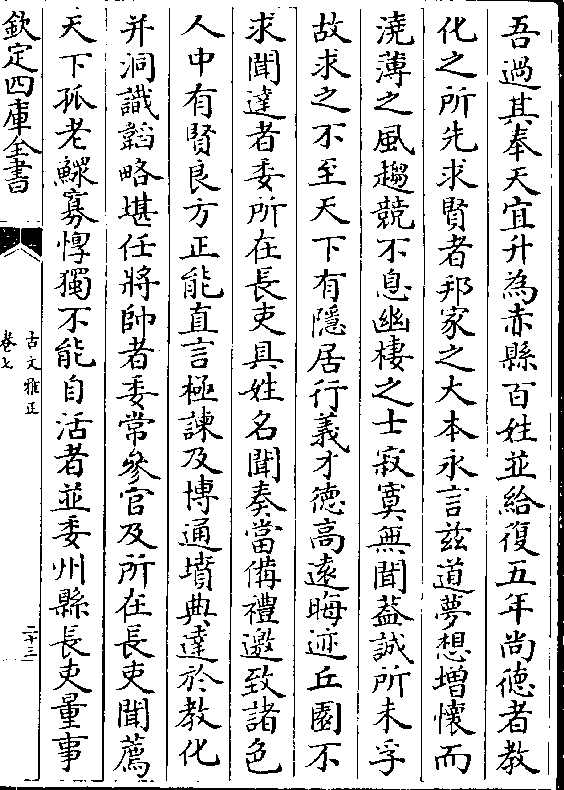 吾過其奉天宜升為赤縣百姓並給復五年尚徳者教
化之所先求賢者邦家之大本永言兹道夢想增懷而
澆薄之風趨競不息幽棲之士寂寞無聞葢誠所未孚
故求之不至天下有隱居行義才徳高遠晦迹丘園不
求聞達者委所在長吏具姓名聞奏當備禮邀致諸色
人中有賢良方正能直言極諫及博通墳典達於教化
并洞識韜略堪任將帥者委常參官及所在長吏聞薦
天下孤老鰥寡惸獨不能自活者並委州縣長吏量事
欽定四庫全書
古文雅正
卷七
二十三